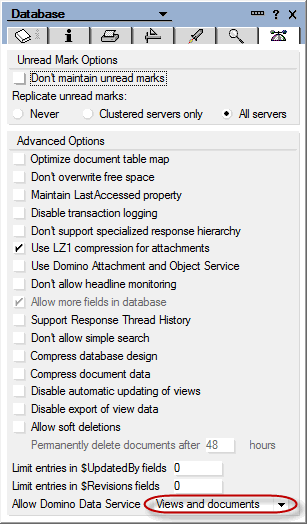 Database
?
i
Unread Mark Options
Don't maintain unread marks
Replicate unread marks:
Never Clustered servers only All servers
Advanced Options
Optimize document table map
Don't overwrite free space
Maintain LastAccessed property
Disable transaction logging
Don't support specialized response hierarchy
Use LZ1 compression for attachments
Use Domino Attachment and Object Service
Don't allow headline monitoring
Allow more fields in database
Support Response Thread History
Don't allow simple search
Compress database design
Compress document data
Disable automatic updating of views
Disable export of view data
Allow soft deletions
Permanently delete documents after 48 hours
Limit entries in $UpdatedBy fields 0
Limit entries in $Revisions fields 0
Allow Domino Data Service Views and documents